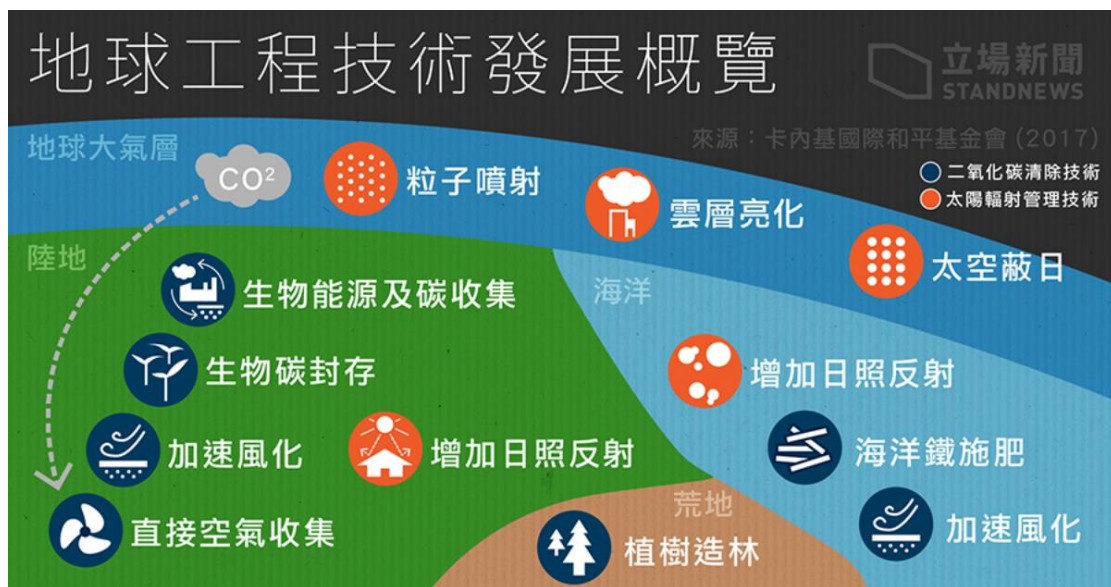 地球工程技術發展概覽
立場新聞
STANDNEWS
來源：卡內基國際和平基金會 (2017)
二氧化碳清除技術
太陽輻射管理技術
地球大氣層
CO²
粒子噴射
雲層亮化
太空蔽日
陸地
生物能源及碳收集
生物碳封存
加速風化
增加日照反射
直接空氣收集
海洋
增加日照反射
海洋鐵施肥
加速風化
荒地
植樹造林